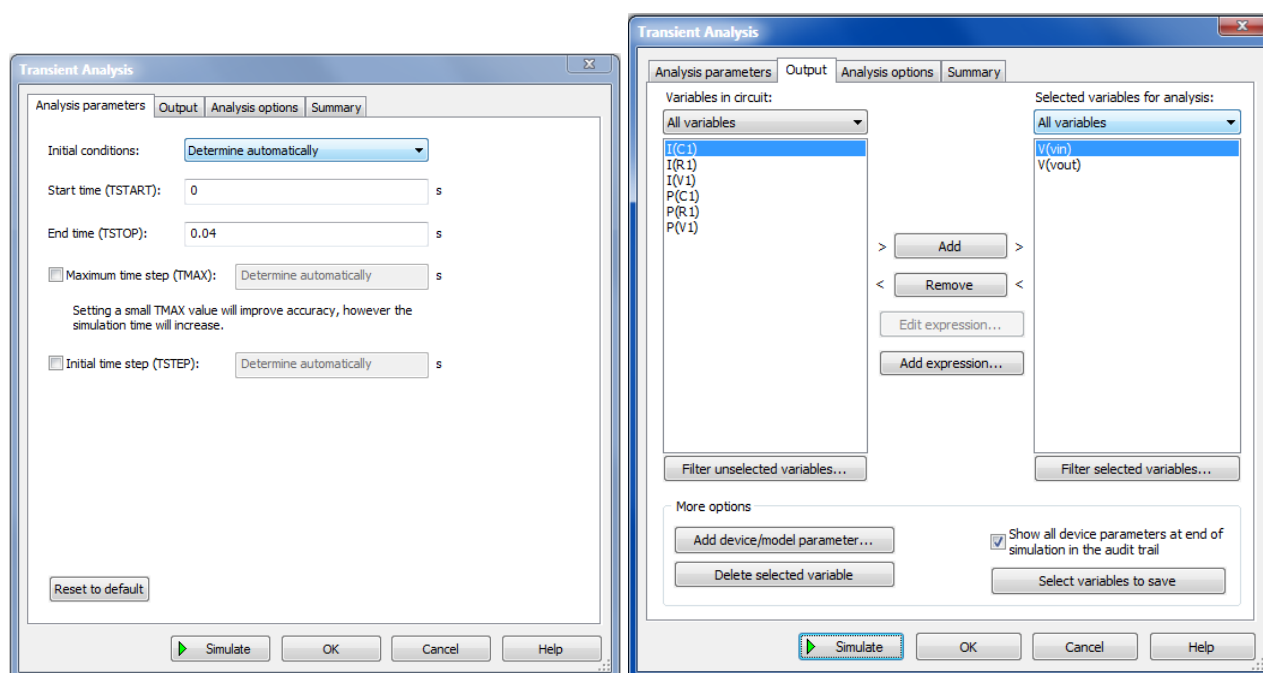 Transient Analysis
Analysis parameters Output Analysis options Summary
Initial conditions: Determine automatically
Start time (TSTART): 0 s
End time (TSTOP): 0.04 s
Maximum time step (TMAX): Determine automatically s
Setting a small TMAX value will improve accuracy, however the
simulation time will increase.
Initial time step (TSTEP): Determine automatically s
Reset to default
Simulate OK Cancel Help
Transient Analysis
Analysis parameters Output Analysis options Summary
Variables in circuit: Selected variables for analysis:
All variables All variables
I(C1) V(vin)
I(R1) V(vout)
I(V1)
P(C1)
P(R1)
P(V1)
> Add >
< Remove <
Edit expression...
Add expression...
Filter unselected variables... Filter selected variables...
More options
Add device/model parameter... Show all device parameters at end of
simulation in the audit trail
Delete selected variable Select variables to save
Simulate OK Cancel Help